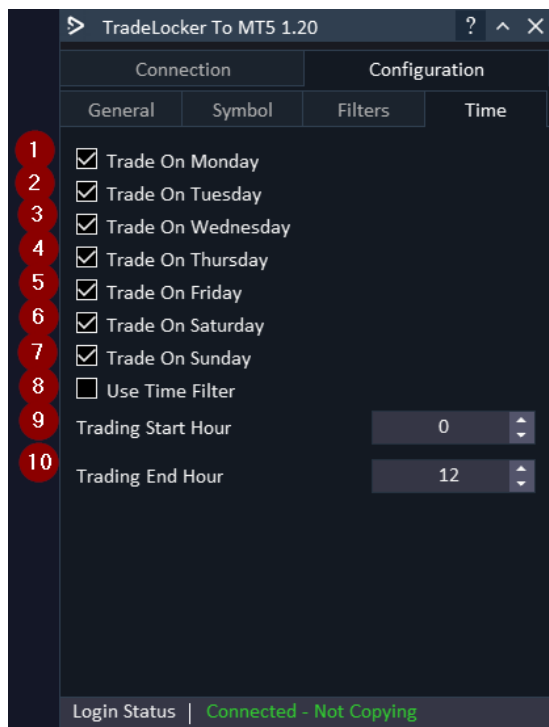 TradeLocker To MT5 1.20 ?
Connection Configuration
General Symbol Filters Time
1 Trade On Monday
2 Trade On Tuesday
3 Trade On Wednesday
4 Trade On Thursday
5 Trade On Friday
6 Trade On Saturday
7 Trade On Sunday
8 Use Time Filter
9 Trading Start Hour 0
10 Trading End Hour 12
Login Status | Connected - Not Copying